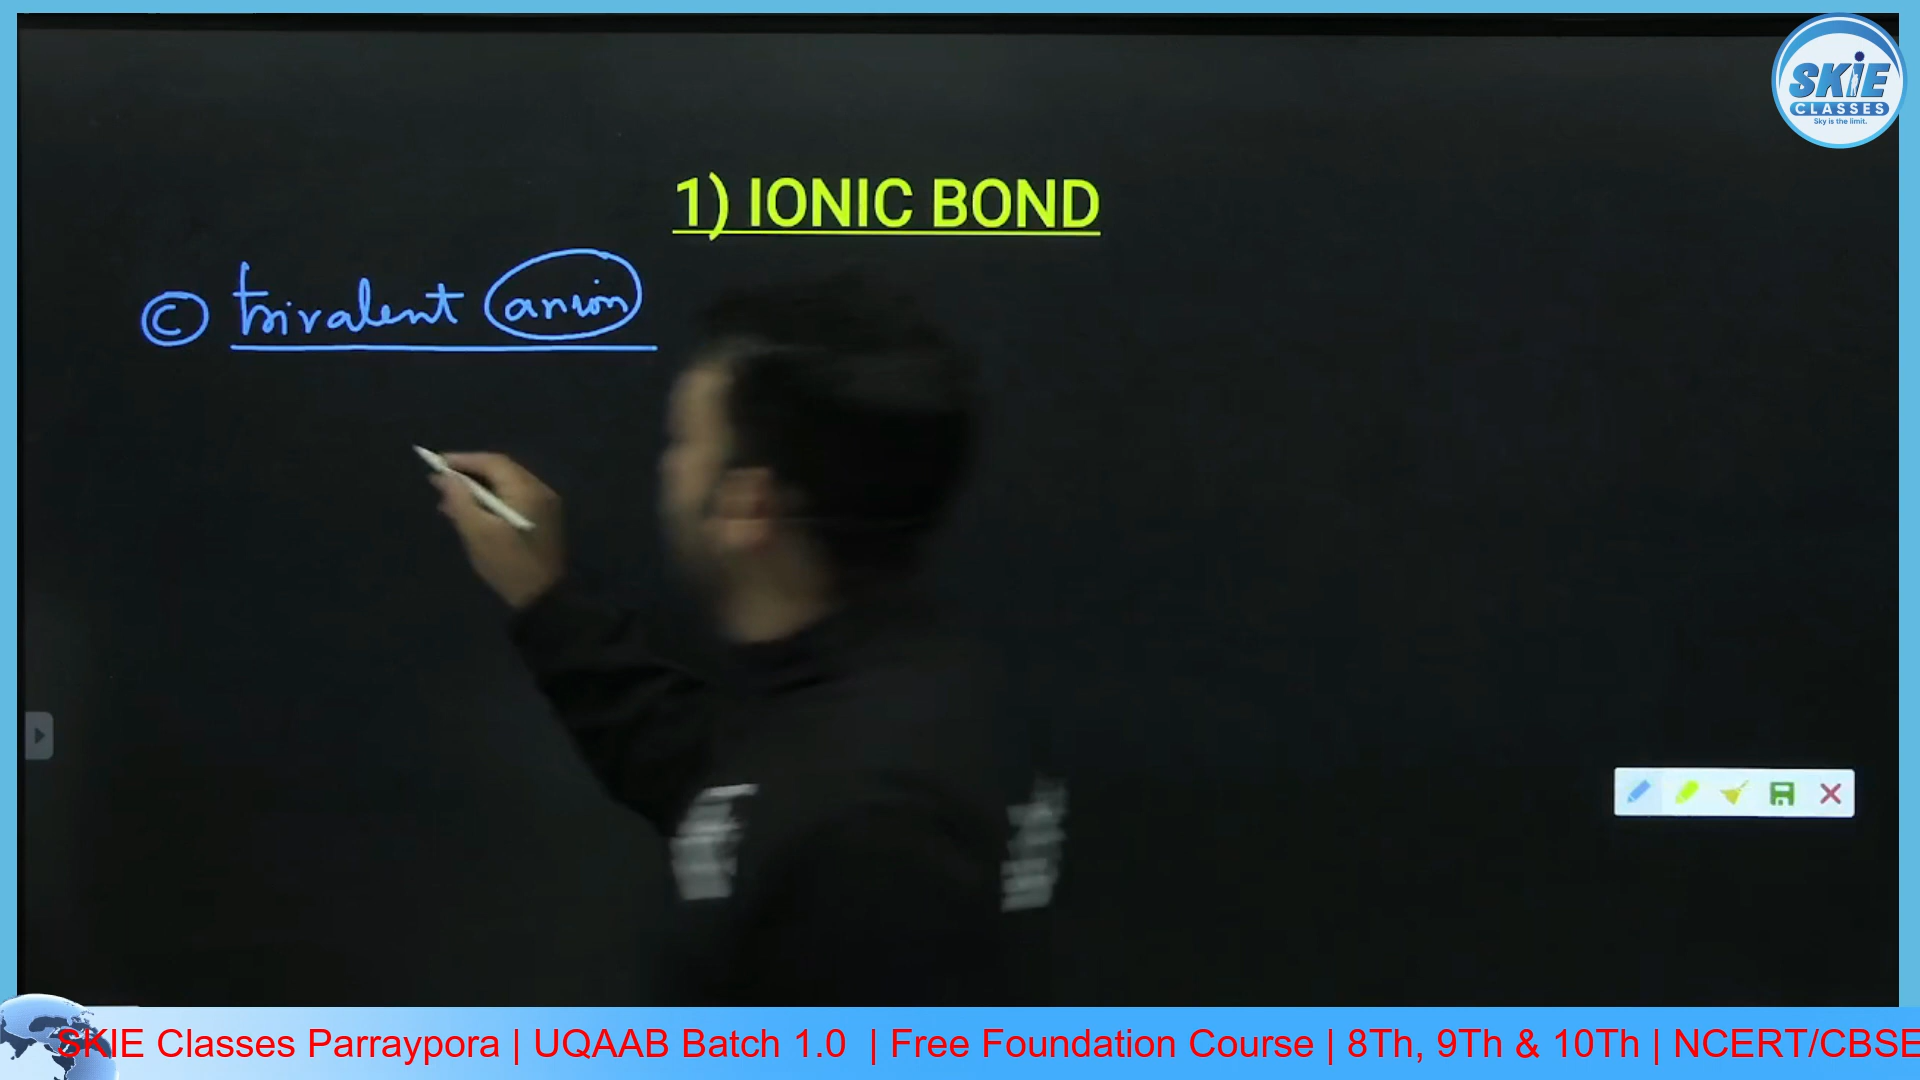 SKiE
CLASSES
Sky is the limit.
1) IONIC BOND
© trivalent anion
SKIE Classes Parraypora | UQAAB Batch 1.0 | Free Foundation Course | 8Th, 9Th & 10Th | NCERT/CBSE